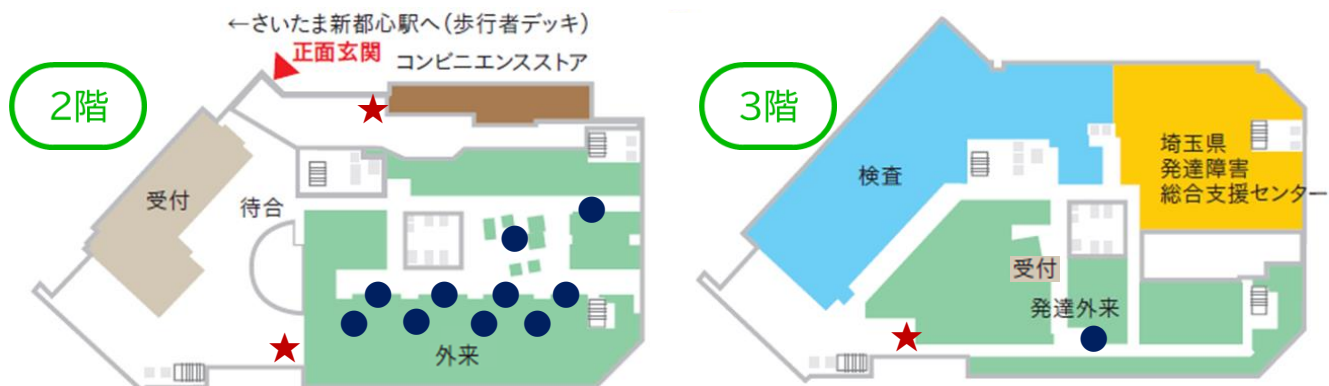 ←さいたま新都心駅へ(歩行者デッキ)
正面玄関
コンビニエンスストア
2階
受付
待合
外来
3階
検査
埼玉県
発達障害
総合支援センター
受付
発達外来